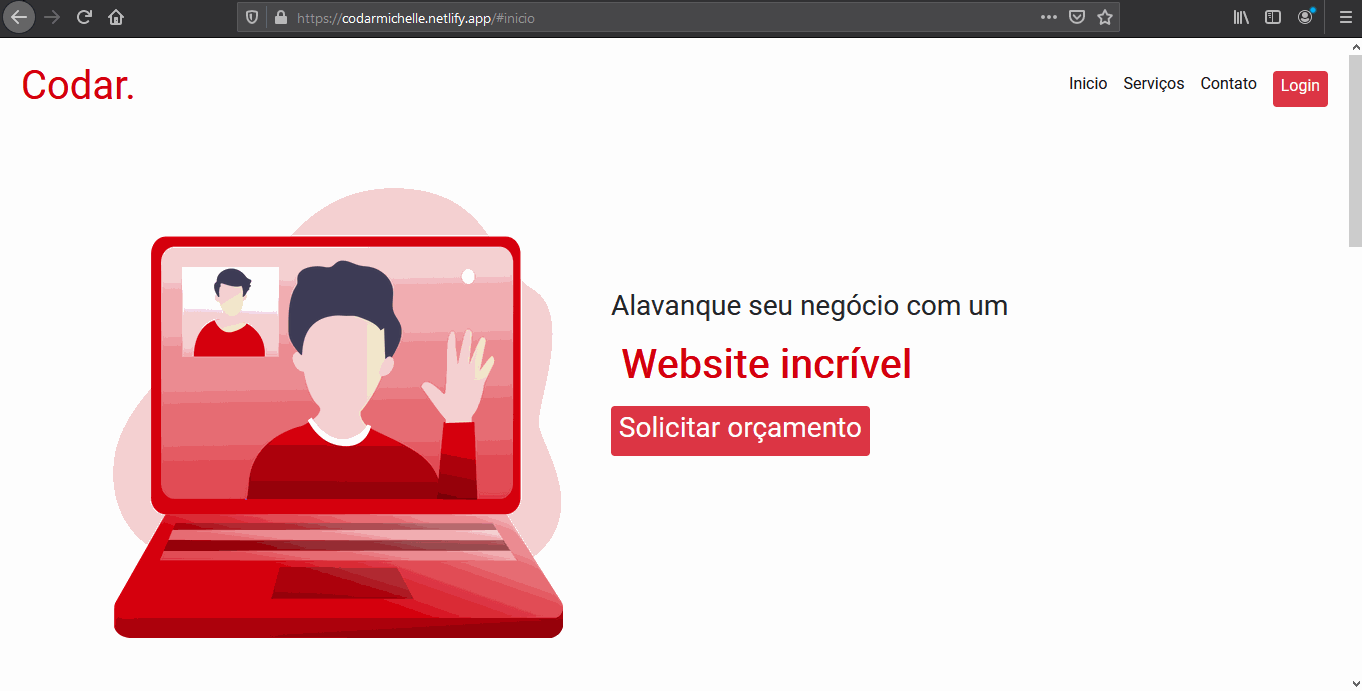 https://codarmichelle.netlify.app/#inicio
Codar.
Inicio Serviços Contato Login
Alavanque seu negócio com um
Website incrível
Solicitar orçamento